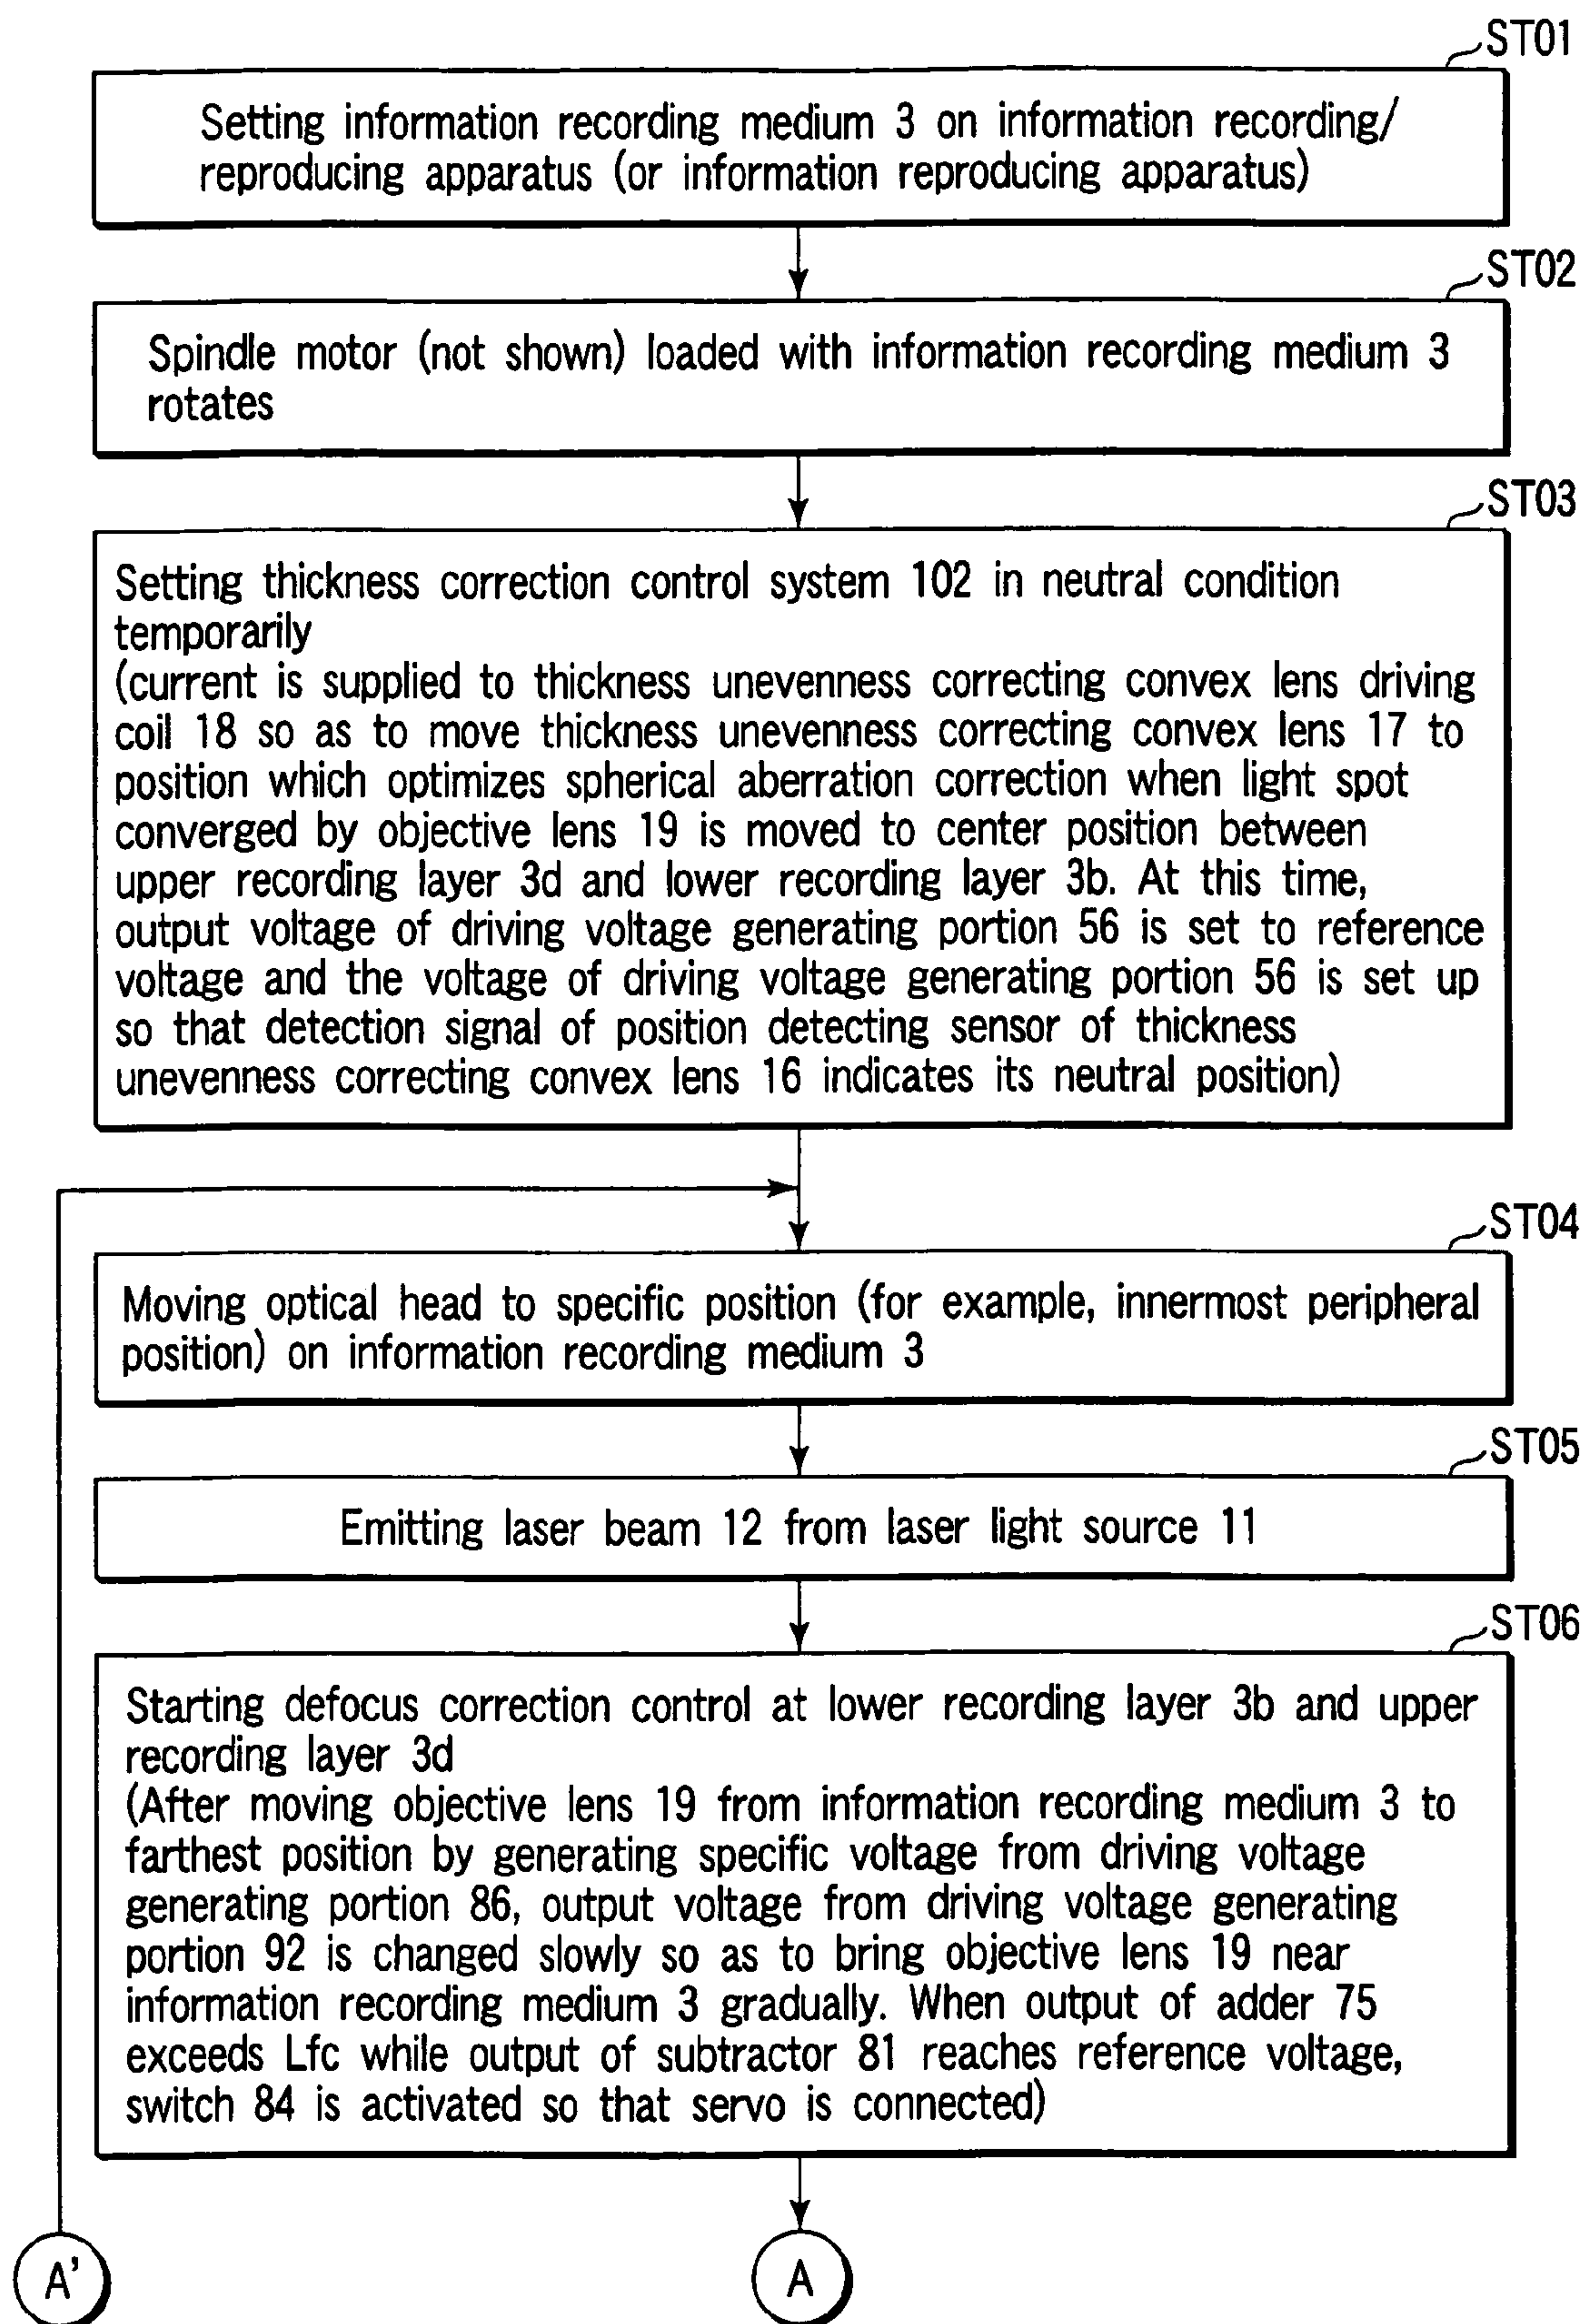 ST01
Setting information recording medium 3 on information recording/
reproducing apparatus (or information reproducing apparatus)
ST02
Spindle motor (not shown) loaded with information recording medium 3
rotates
ST03
Setting thickness correction control system 102 in neutral condition
temporarily
(current is supplied to thickness unevenness correcting convex lens driving
coil 18 so as to move thickness unevenness correcting convex lens 17 to
position which optimizes spherical aberration correction when light spot
converged by objective lens 19 is moved to center position between
upper recording layer 3d and lower recording layer 3b. At this time,
output voltage of driving voltage generating portion 56 is set to reference
voltage and the voltage of driving voltage generating portion 56 is set up
so that detection signal of position detecting sensor of thickness
unevenness correcting convex lens 16 indicates its neutral position)
ST04
Moving optical head to specific position (for example, innermost peripheral
position) on information recording medium 3
ST05
Emitting laser beam 12 from laser light source 11
ST06
Starting defocus correction control at lower recording layer 3b and upper
recording layer 3d
(After moving objective lens 19 from information recording medium 3 to
farthest position by generating specific voltage from driving voltage
generating portion 86, output voltage from driving voltage generating
portion 92 is changed slowly so as to bring objective lens 19 near
information recording medium 3 gradually. When output of adder 75
exceeds Lfc while output of subtractor 81 reaches reference voltage,
switch 84 is activated so that servo is connected)
A'
A